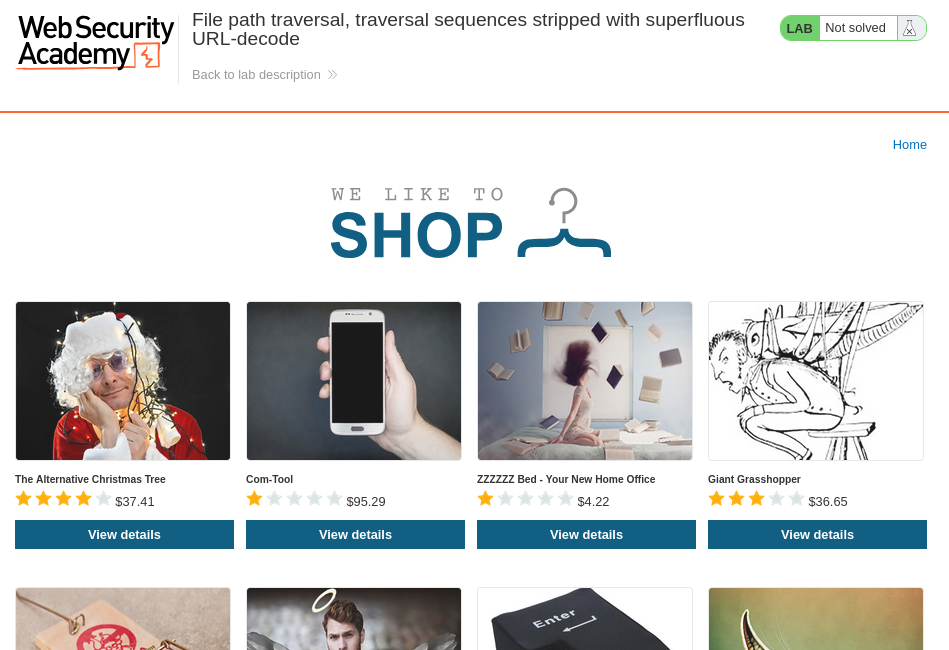 Web Security
Academy
File path traversal, traversal sequences stripped with superfluous
URL-decode
Back to lab description
LAB
Not solved
Home
WE LIKE TO
SHOP
The Alternative Christmas Tree
$37.41
View details
Com-Tool
$95.29
View details
ZZZZZZ Bed - Your New Home Office
$4.22
View details
Giant Grasshopper
$36.65
View details
Enter